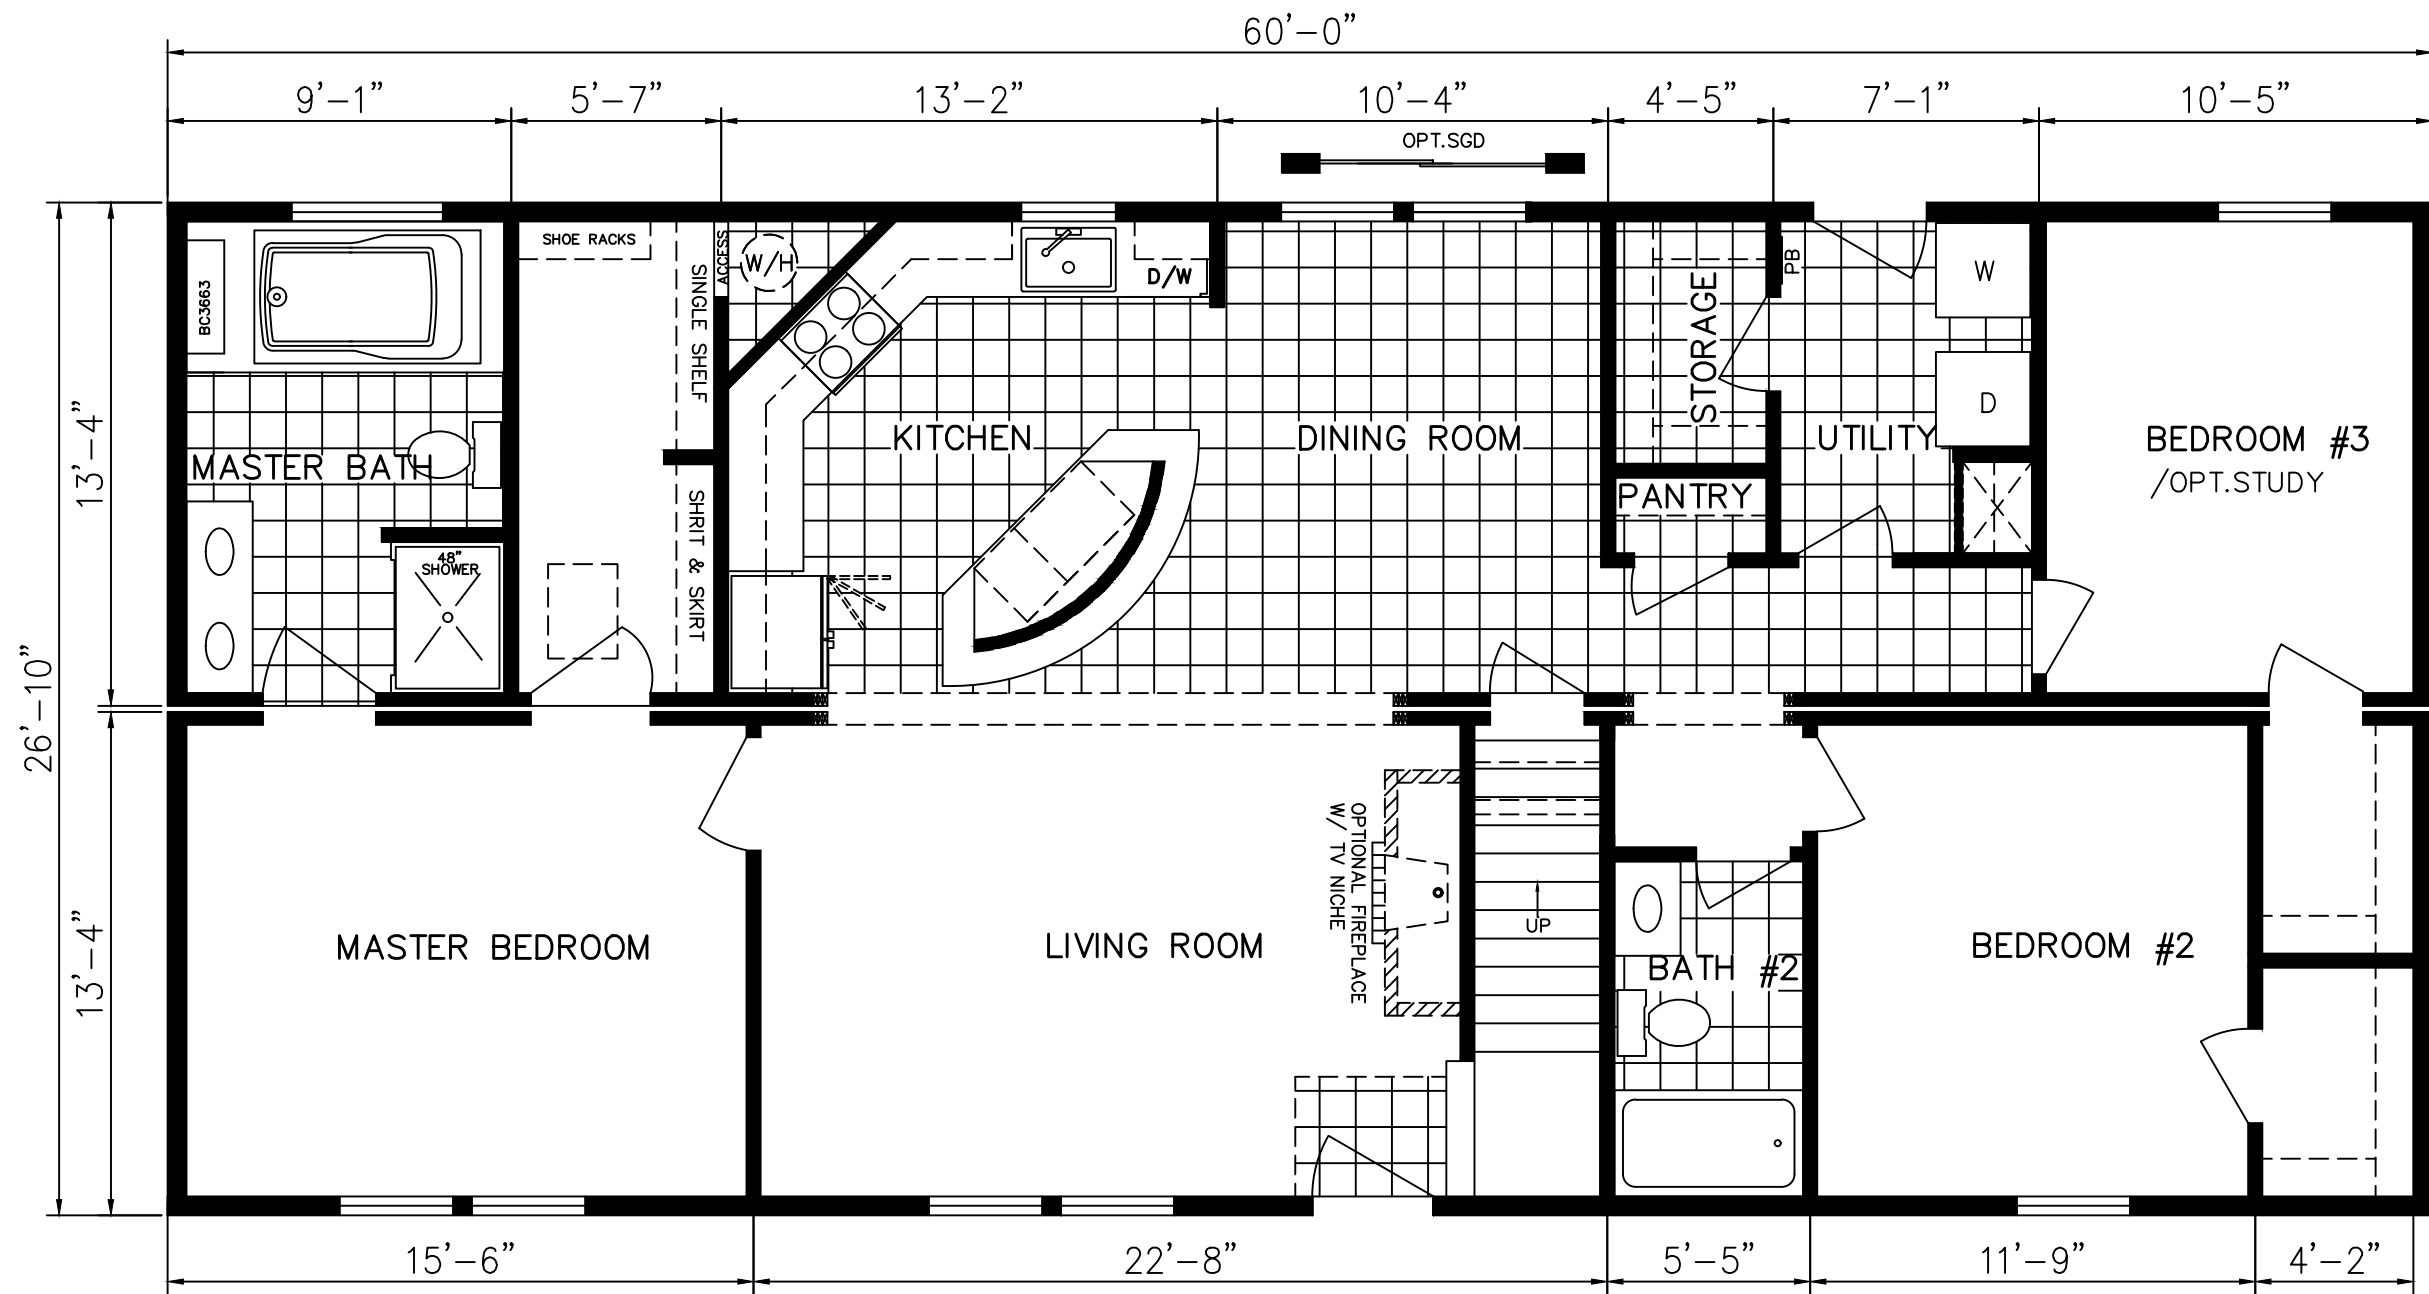 60'-0"
9'-1"
5'-7"
13'-2"
10'-4"
4'-5"
7'-1"
10'-5"
OPT.SGD
SHOE RACKS
ACCESS
W/H
D/W
PB
W
BC3663
SINGLE SHELF
STORAGE
D
13'-4"
MASTER BATH
KITCHEN
DINING ROOM
UTILITY
BEDROOM #3
/OPT.STUDY
PANTRY
48"
SHOWER
SHRIT & SKIRT
26'-10"
13'-4"
MASTER BEDROOM
LIVING ROOM
OPTIONAL FIREPLACE
W/ TV NICHE
UP
BATH #2
BEDROOM #2
15'-6"
22'-8"
5'-5"
11'-9"
4'-2"